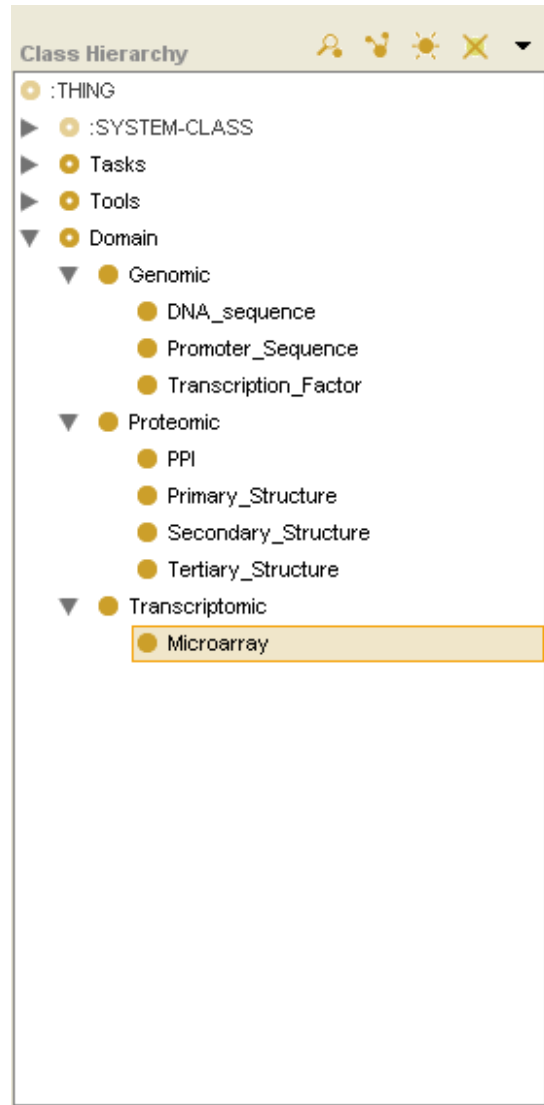 Class Hierarchy
:THING
:SYSTEM-CLASS
Tasks
Tools
Domain
Genomic
DNA_sequence
Promoter_Sequence
Transcription_Factor
Proteomic
PPI
Primary_Structure
Secondary_Structure
Tertiary_Structure
Transcriptomic
Microarray